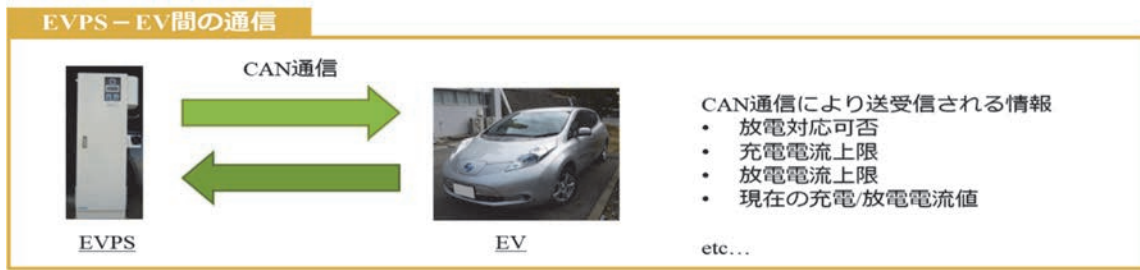 EVPS－EV間の通信
CAN通信
EVPS
EV
CAN通信により送受信される情報
• 放電対応可否
• 充電電流上限
• 放電電流上限
• 現在の充電/放電電流値
etc…